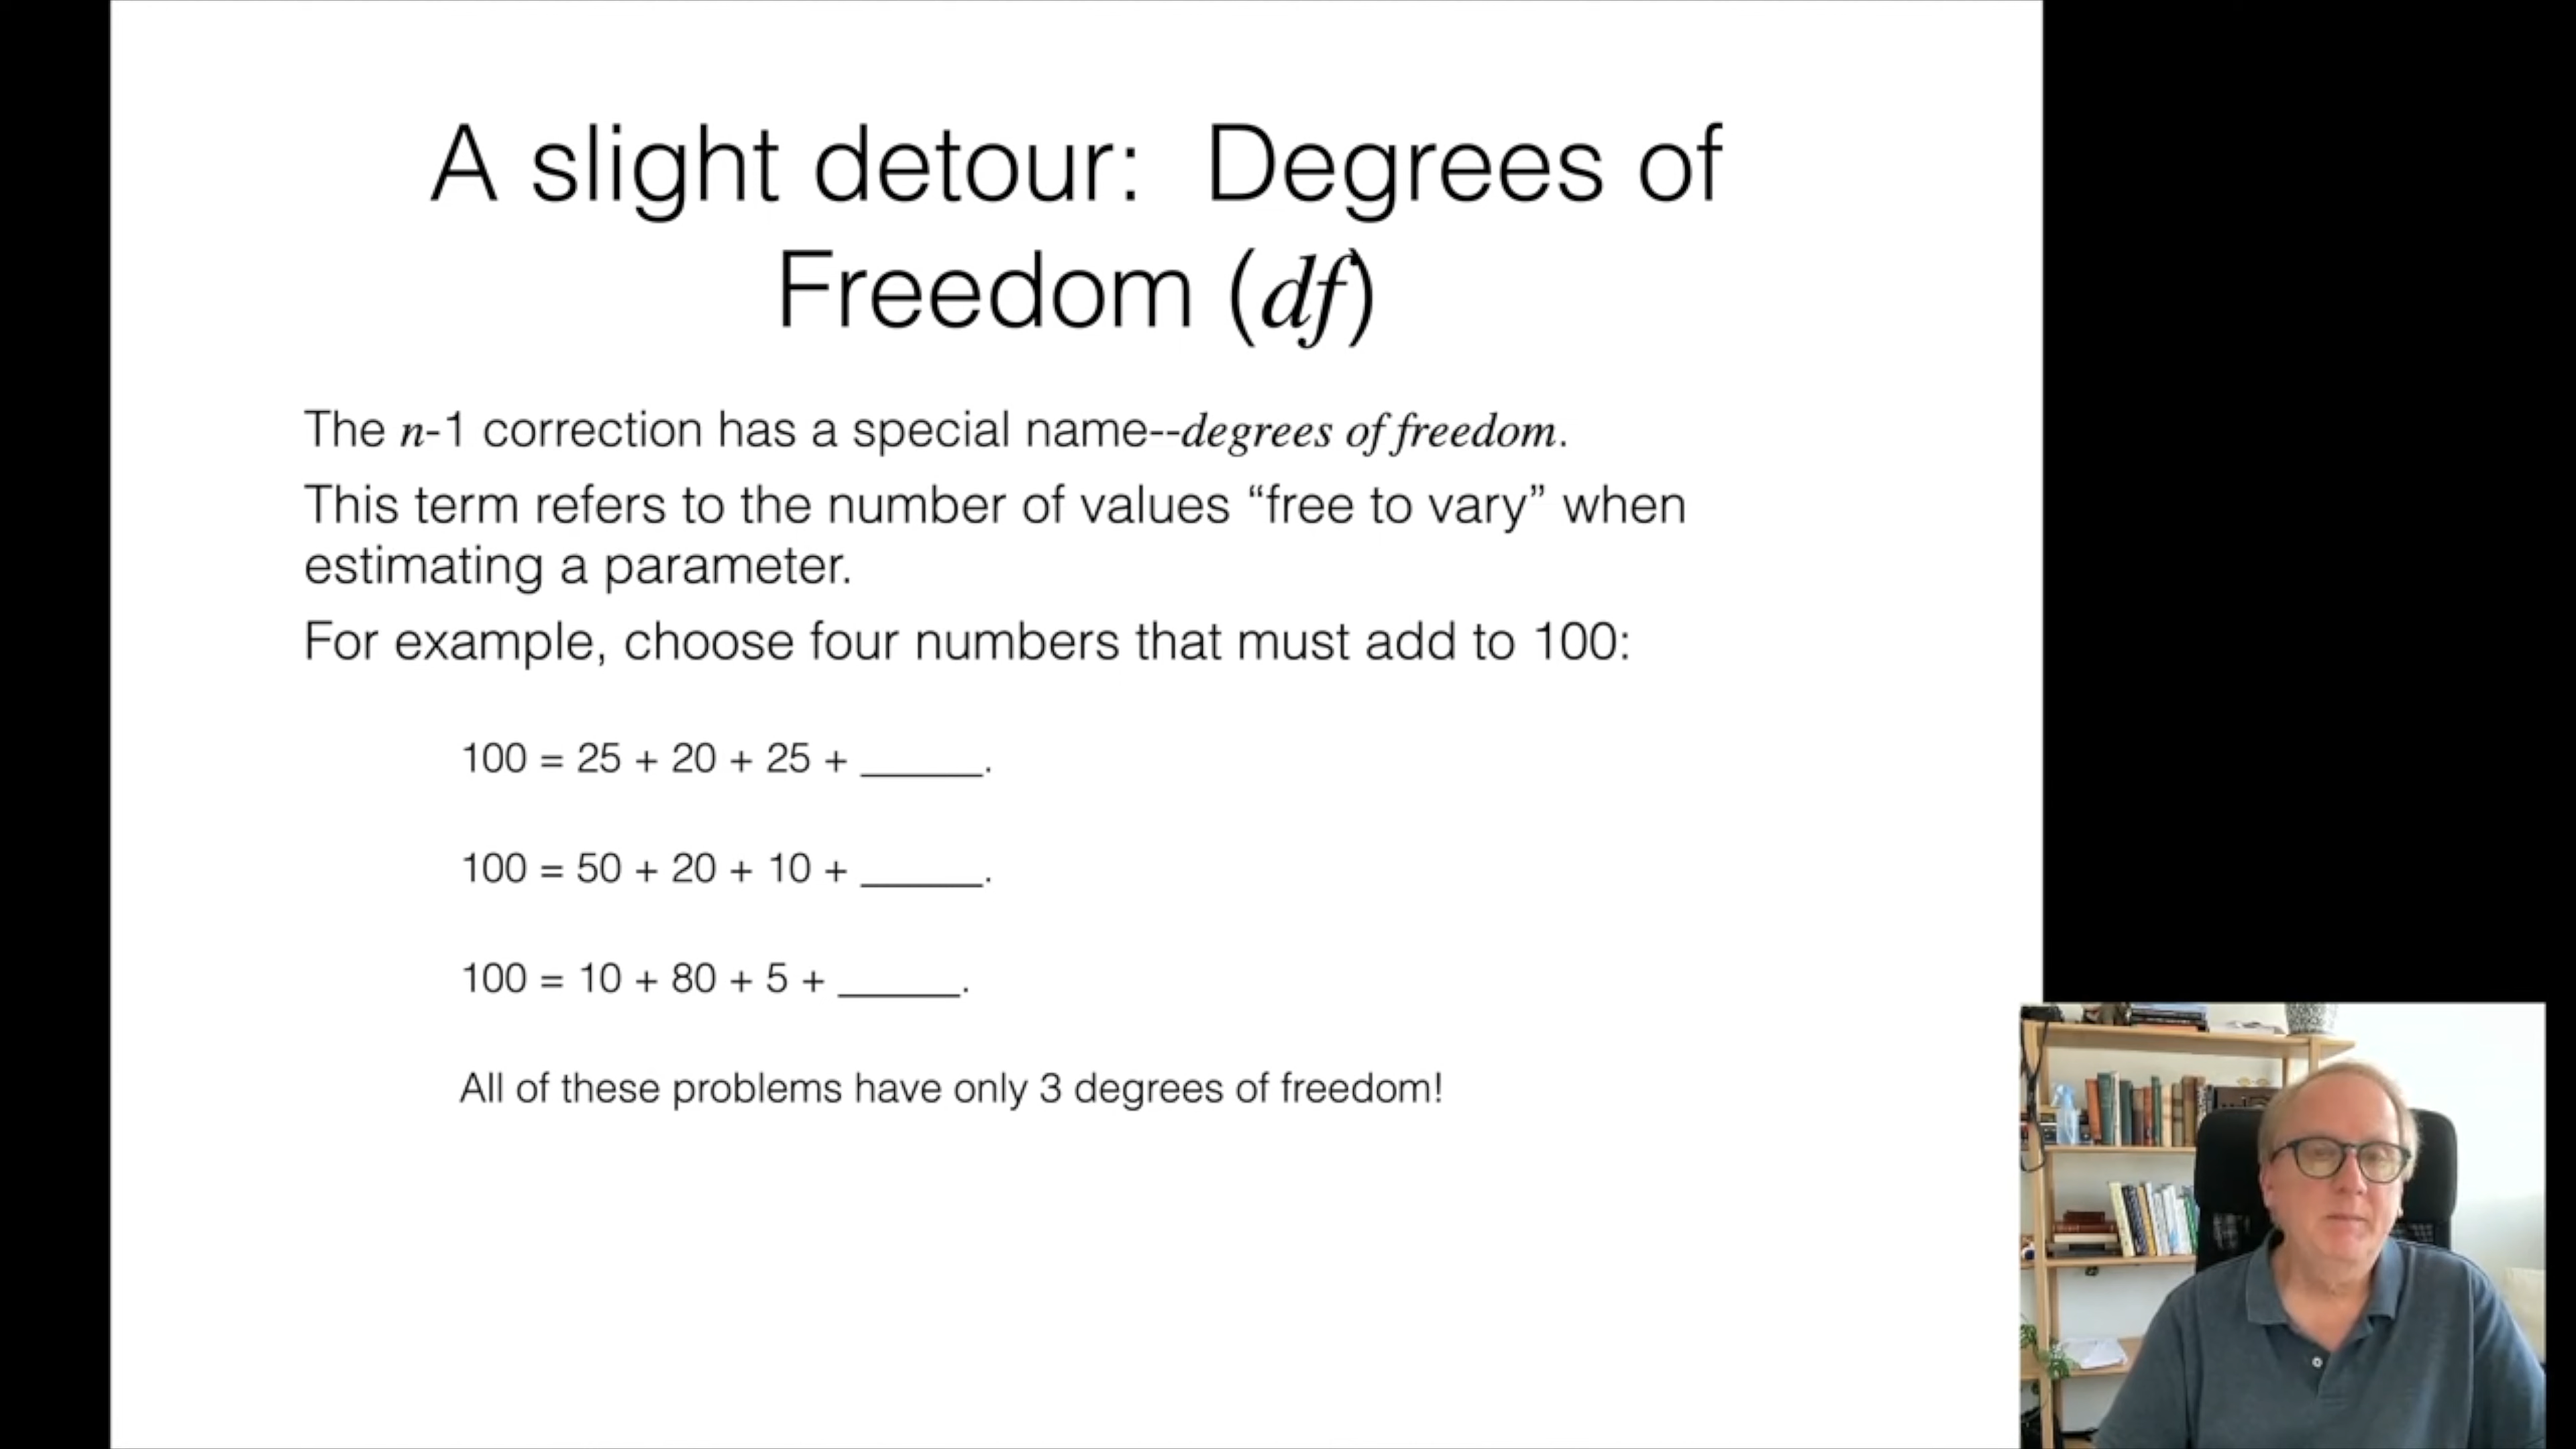 A slight detour:  Degrees of
Freedom (df)
The n-1 correction has a special name--degrees of freedom.
This term refers to the number of values “free to vary” when
estimating a parameter.
For example, choose four numbers that must add to 100:
100 = 25 + 20 + 25 + ______.
100 = 50 + 20 + 10 + ______.
100 = 10 + 80 + 5 + ______.
All of these problems have only 3 degrees of freedom!